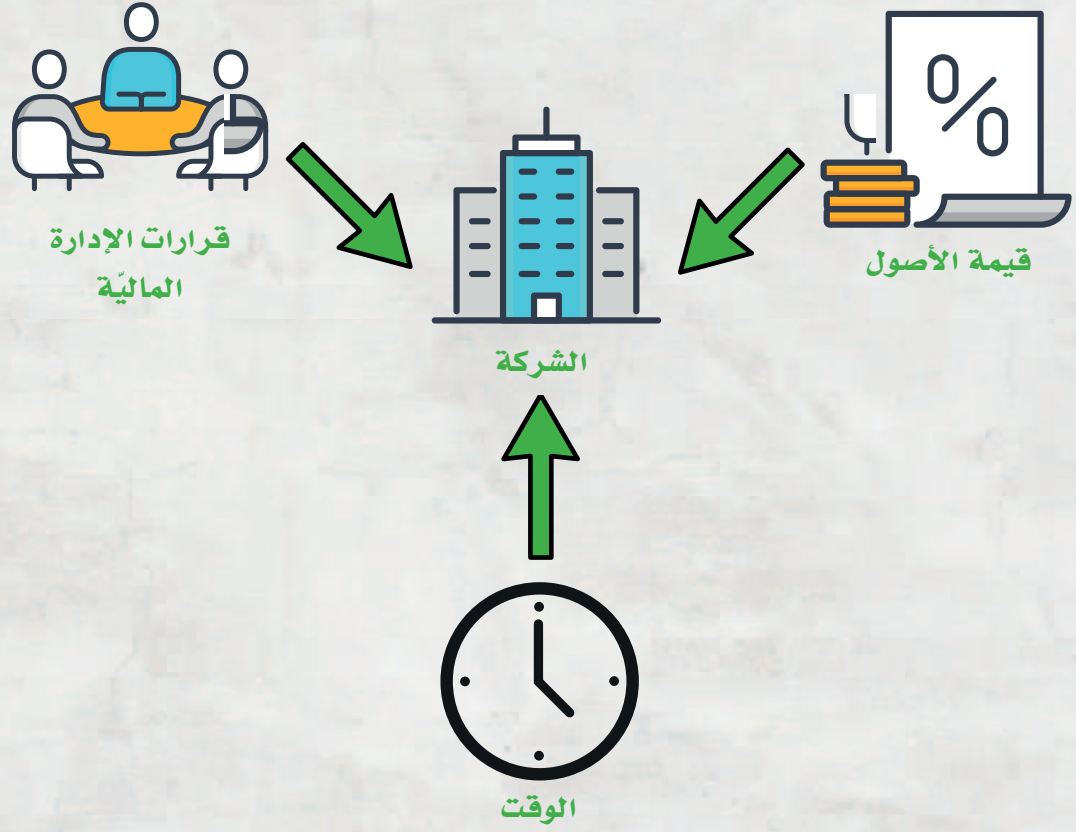 قيمة الأصول
قرارات الإدارة
الماليّة
الشركة
الوقت
%